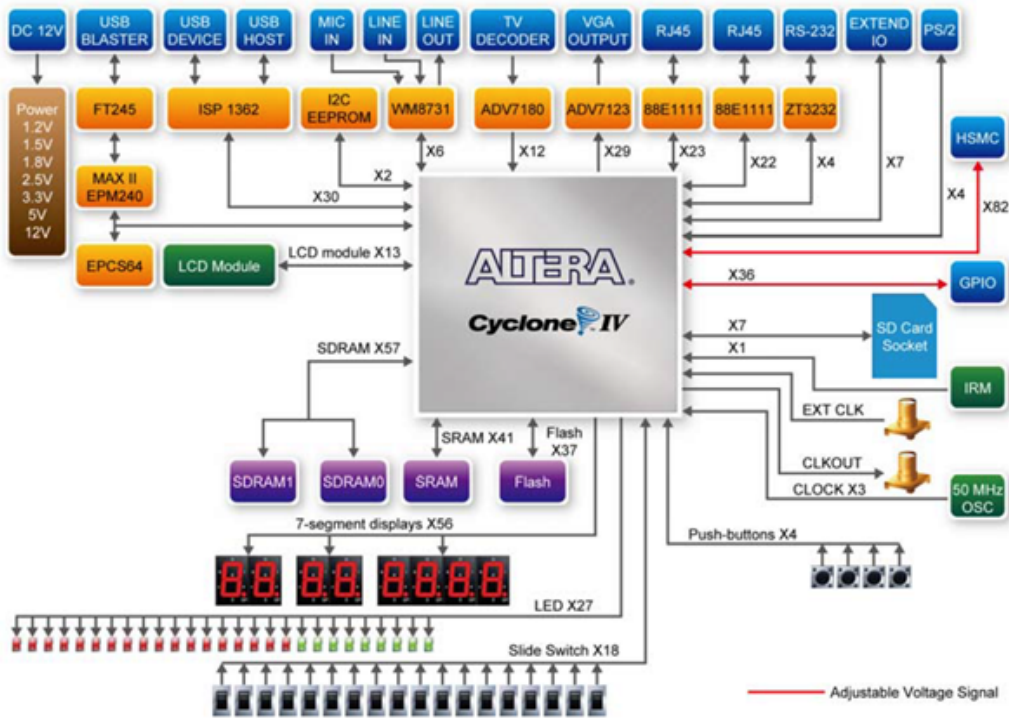 DC 12V
USB
BLASTER
USB
DEVICE
USB
HOST
MIC
IN
LINE
IN
LINE
OUT
TV
DECODER
VGA
OUTPUT
RJ45
RJ45
RS-232
EXTEND
IO
PS/2
Power
1.2V
1.5V
1.8V
2.5V
3.3V
5V
12V
FT245
ISP 1362
I2C
EEPROM
WM8731
ADV7180
ADV7123
88E1111
88E1111
ZT3232
HSMC
X6
X12
X29
X23
X22
X4
X7
X4
X82
MAX II
EPM240
X2
X30
EPCS64
LCD Module
LCD module X13
ALTERA.
Cyclone IV
X36
GPIO
X7
SD Card
Socket
X1
IRM
SDRAM X57
EXT CLK
SRAM X41
Flash
X37
CLKOUT
SDRAM1
SDRAM0
SRAM
Flash
CLOCK X3
50 MHz
OSC
7-segment displays X56
Push-buttons X4
88 88 8888
LED X27
Slide Switch X18
Adjustable Voltage Signal